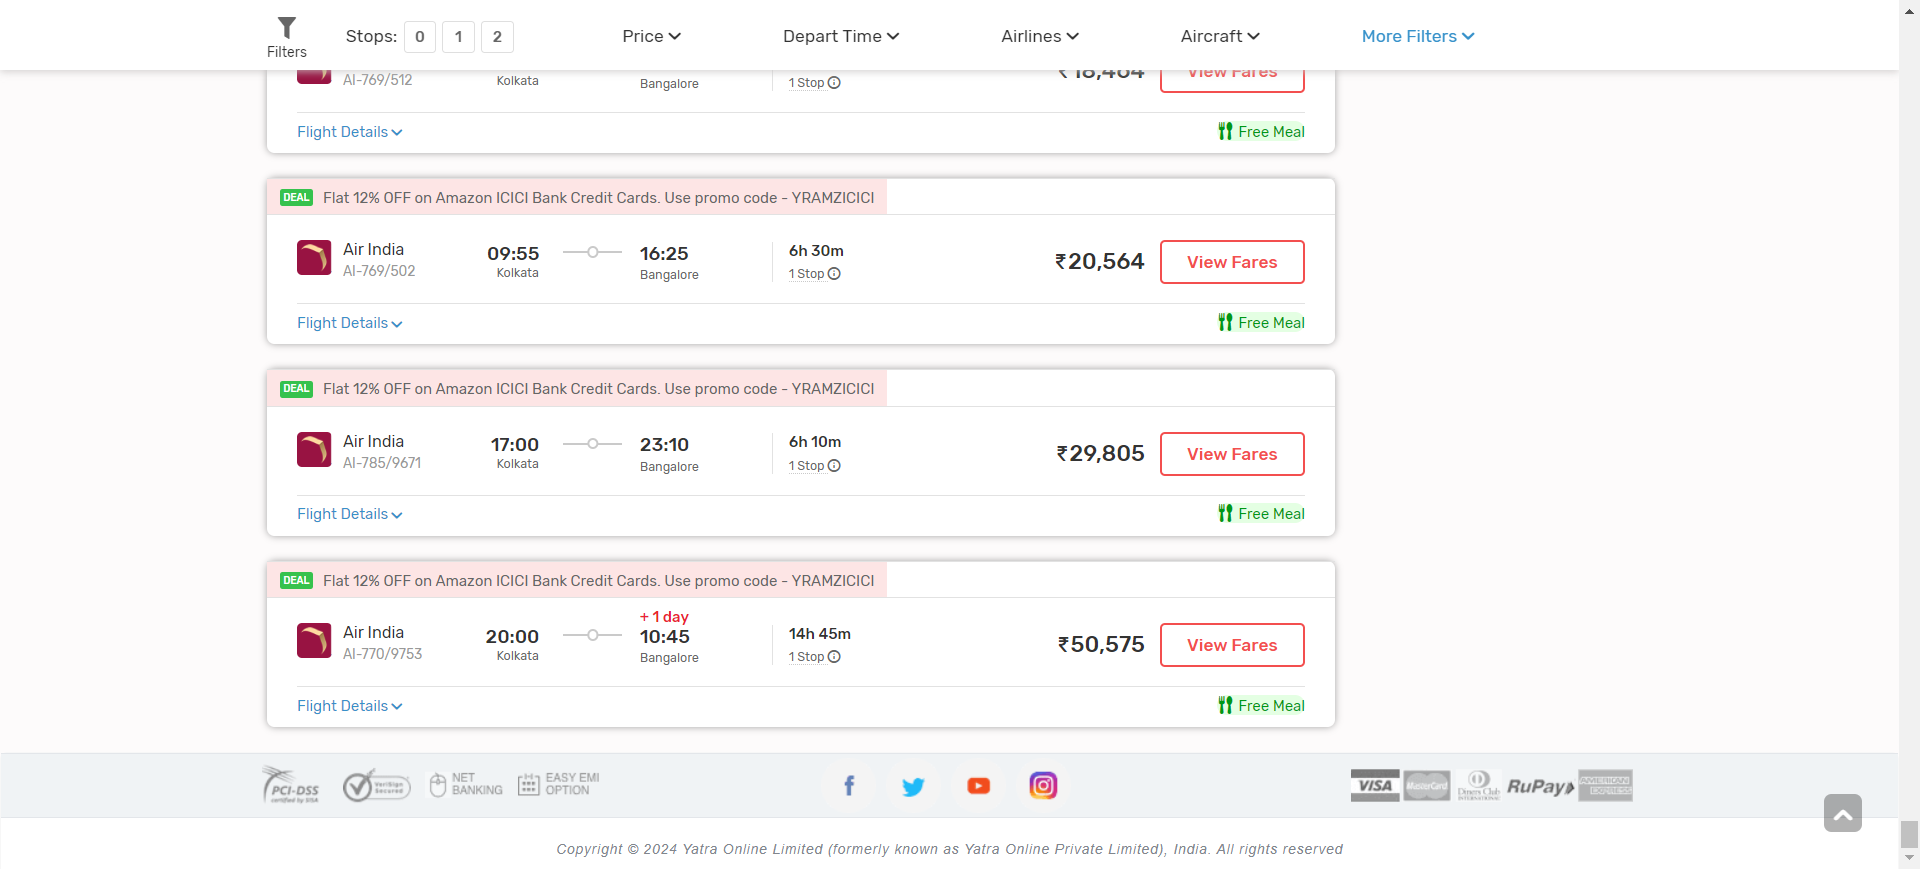 Filters
Stops: 0 1 2
Price
Depart Time
Airlines
Aircraft
More Filters
AI-769/512
Kolkata
Bangalore
1 Stop
₹18,464
View Fares
Flight Details
Free Meal
DEAL Flat 12% OFF on Amazon ICICI Bank Credit Cards. Use promo code - YRAMZICICI
Air India
AI-769/502
09:55
Kolkata
16:25
Bangalore
6h 30m
1 Stop
₹20,564
View Fares
Flight Details
Free Meal
DEAL Flat 12% OFF on Amazon ICICI Bank Credit Cards. Use promo code - YRAMZICICI
Air India
AI-785/9671
17:00
Kolkata
23:10
Bangalore
6h 10m
1 Stop
₹29,805
View Fares
Flight Details
Free Meal
DEAL Flat 12% OFF on Amazon ICICI Bank Credit Cards. Use promo code - YRAMZICICI
Air India
AI-770/9753
20:00
Kolkata
+ 1 day
10:45
Bangalore
14h 45m
1 Stop
₹50,575
View Fares
Flight Details
Free Meal
PCI-DSS
certified by SISA
VeriSign
Secured
NET
BANKING
EASY EMI
OPTION
VISA
MasterCard
Diners Club
INTERNATIONAL
RuPay
AMERICAN
EXPRESS
Copyright © 2024 Yatra Online Limited (formerly known as Yatra Online Private Limited), India. All rights reserved